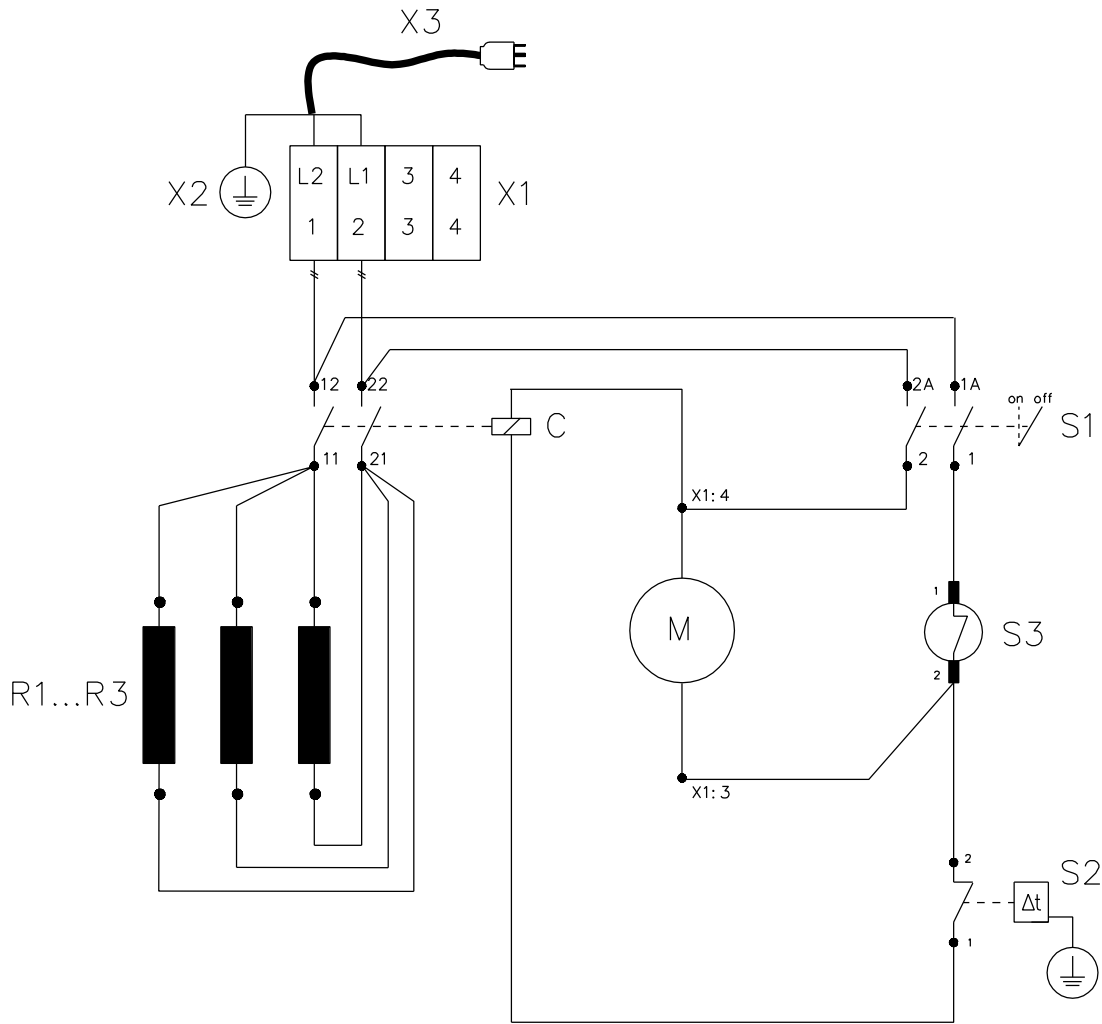 X3
X2
L2 L1 3 4
1 2 3 4
X1
12 22
2A 1A
on off
C
S1
11 21
2 1
X1:4
1
M
S3
2
R1...R3
X1:3
2
S2
Δt
1